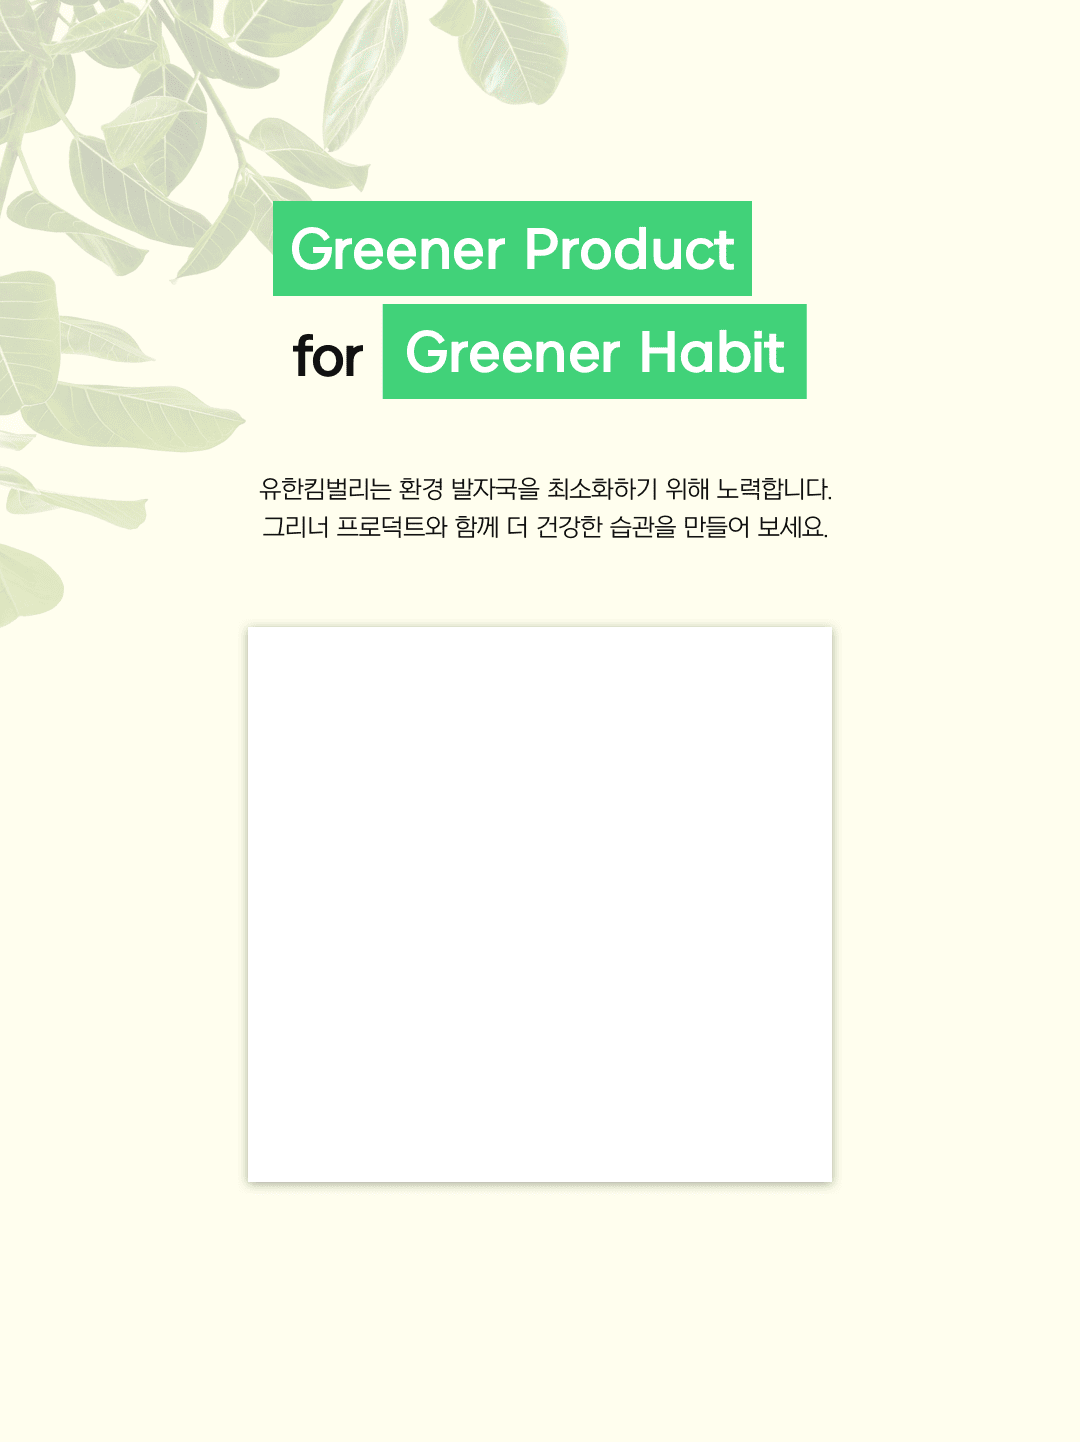 Greener Product
for Greener Habit
유한킴벌리는 환경 발자국을 최소화하기 위해 노력합니다.
그리너 프로덕트와 함께 더 건강한 습관을 만들어 보세요.